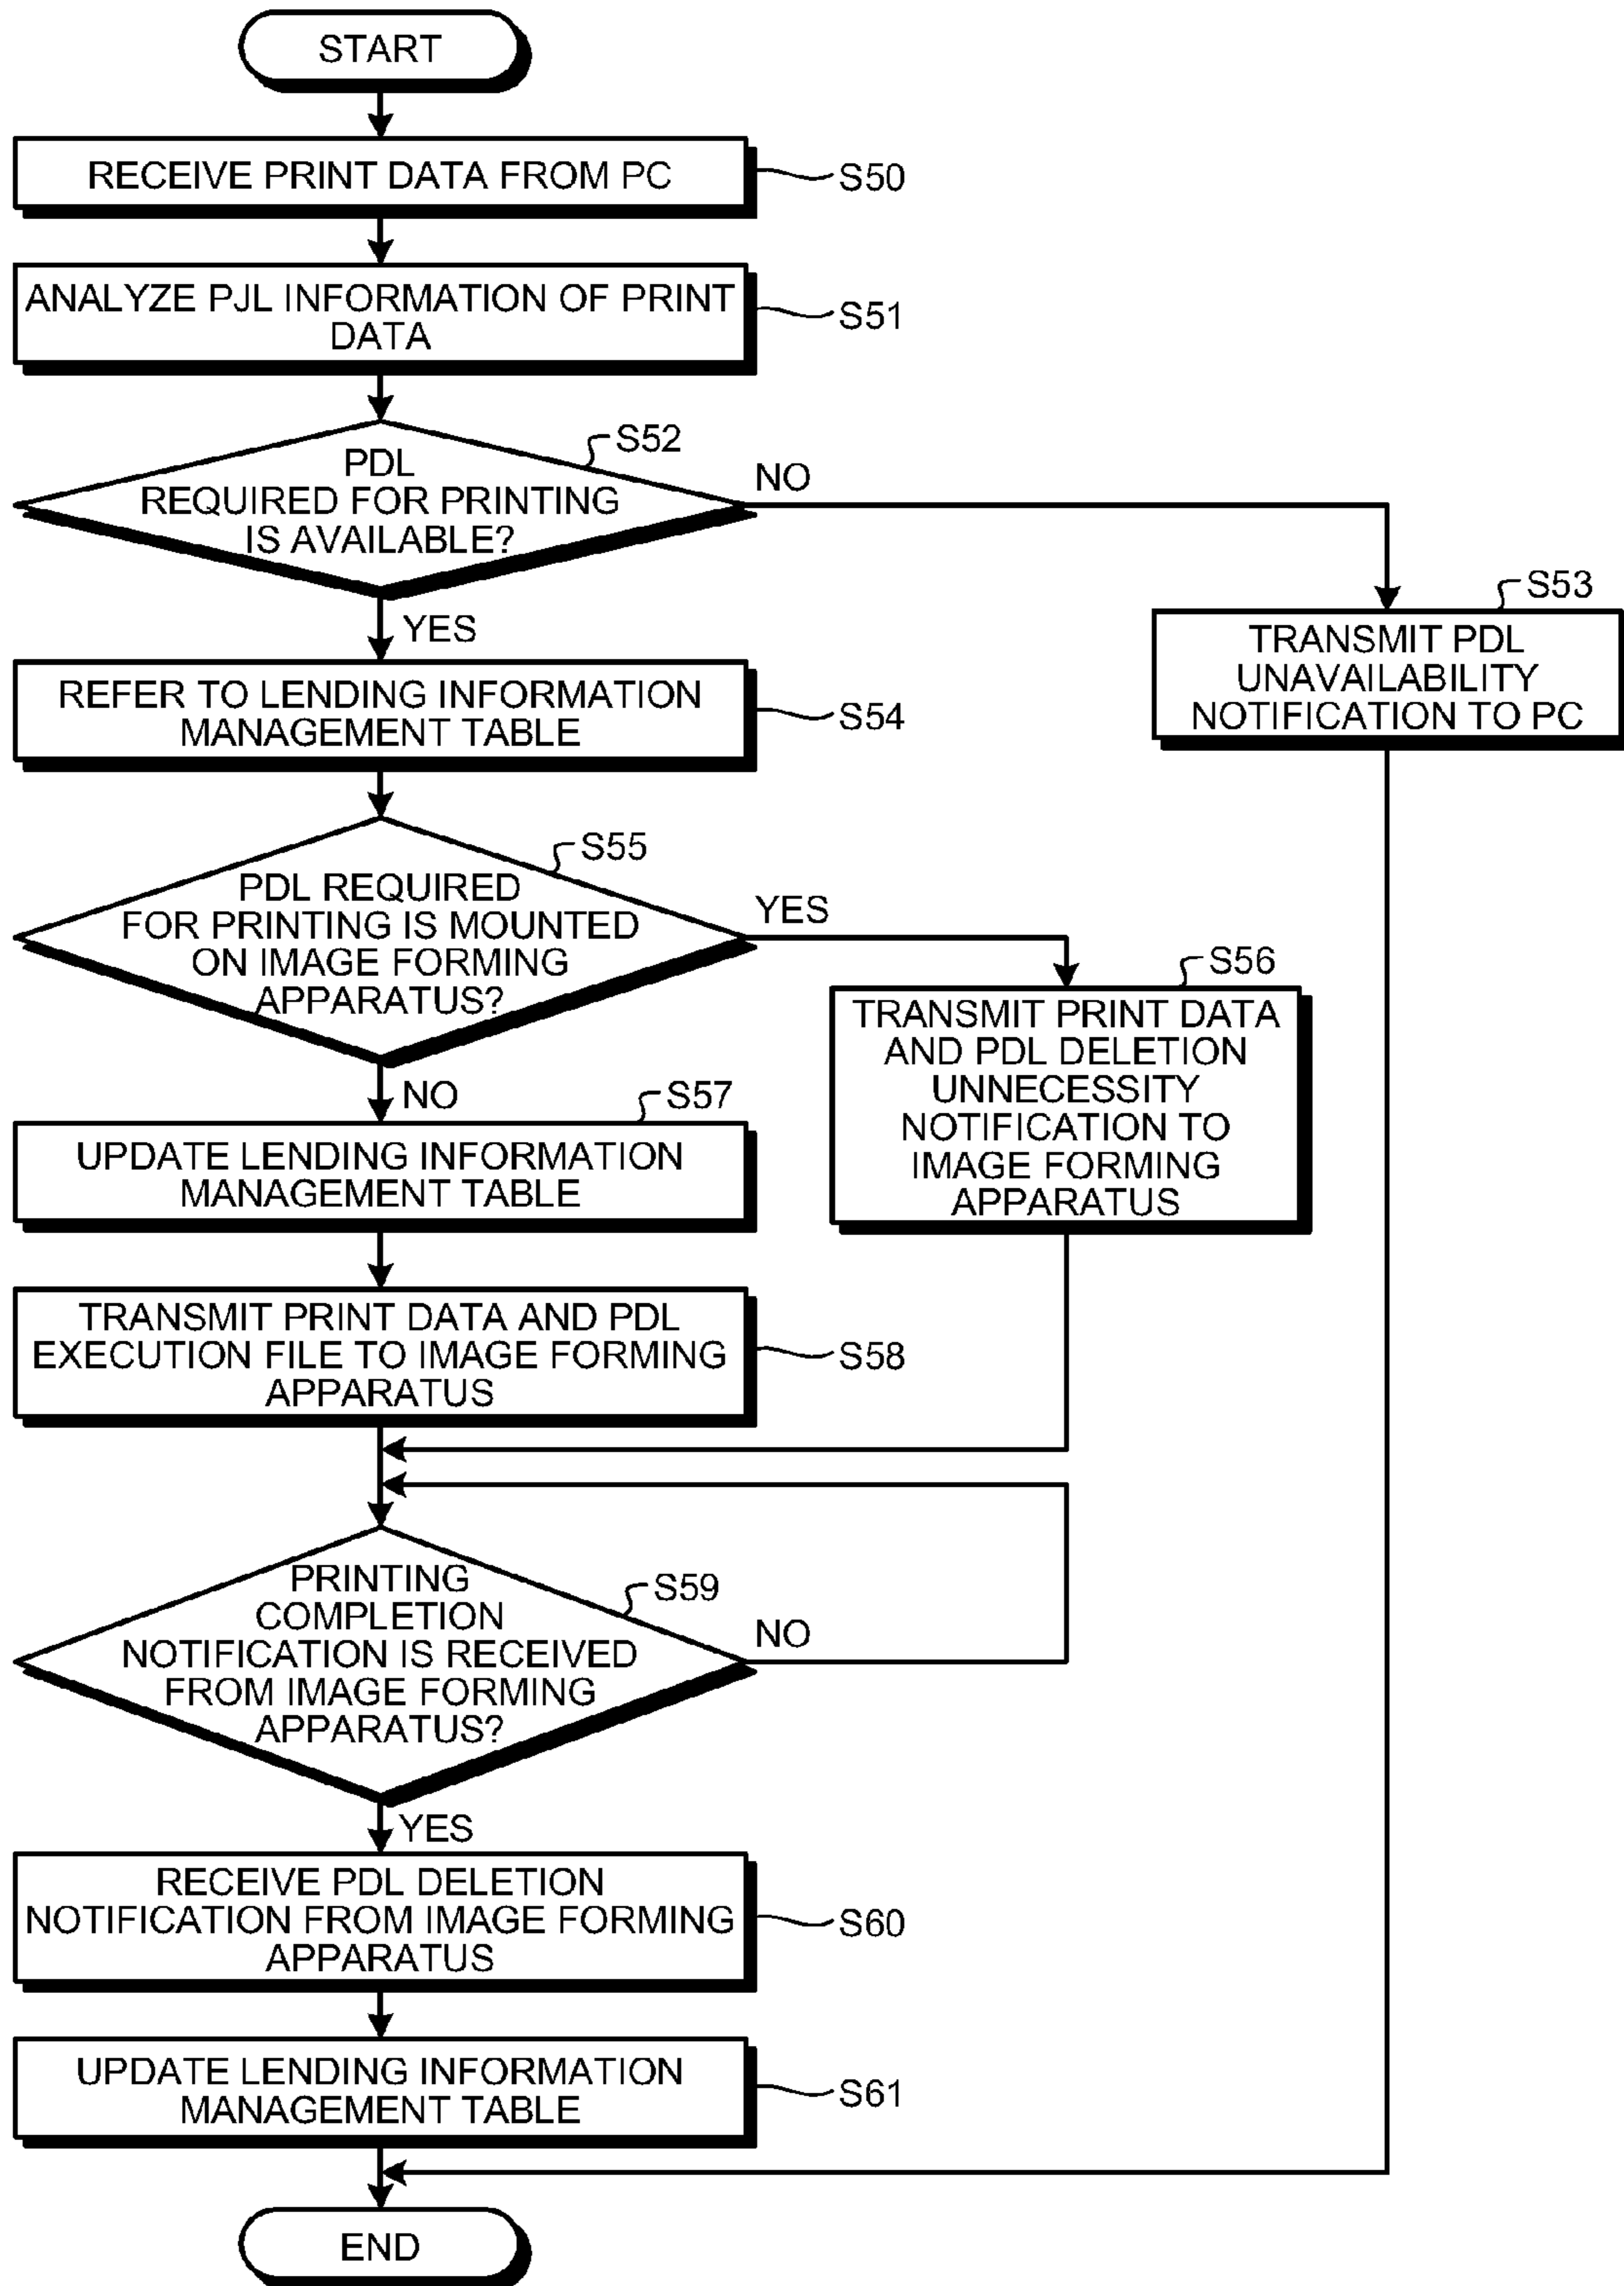 START
RECEIVE PRINT DATA FROM PC
S50
ANALYZE PJL INFORMATION OF PRINT
DATA
S51
S52
PDL
REQUIRED FOR PRINTING
IS AVAILABLE?
NO
YES
S53
TRANSMIT PDL
UNAVAILABILITY
NOTIFICATION TO PC
REFER TO LENDING INFORMATION
MANAGEMENT TABLE
S54
S55
PDL REQUIRED
FOR PRINTING IS MOUNTED
ON IMAGE FORMING
APPARATUS?
YES
NO
S56
TRANSMIT PRINT DATA
AND PDL DELETION
UNNECESSITY
NOTIFICATION TO
IMAGE FORMING
APPARATUS
S57
UPDATE LENDING INFORMATION
MANAGEMENT TABLE
TRANSMIT PRINT DATA AND PDL
EXECUTION FILE TO IMAGE FORMING
APPARATUS
S58
PRINTING
COMPLETION
NOTIFICATION IS RECEIVED
FROM IMAGE FORMING
APPARATUS?
S59
NO
YES
RECEIVE PDL DELETION
NOTIFICATION FROM IMAGE FORMING
APPARATUS
S60
UPDATE LENDING INFORMATION
MANAGEMENT TABLE
S61
END